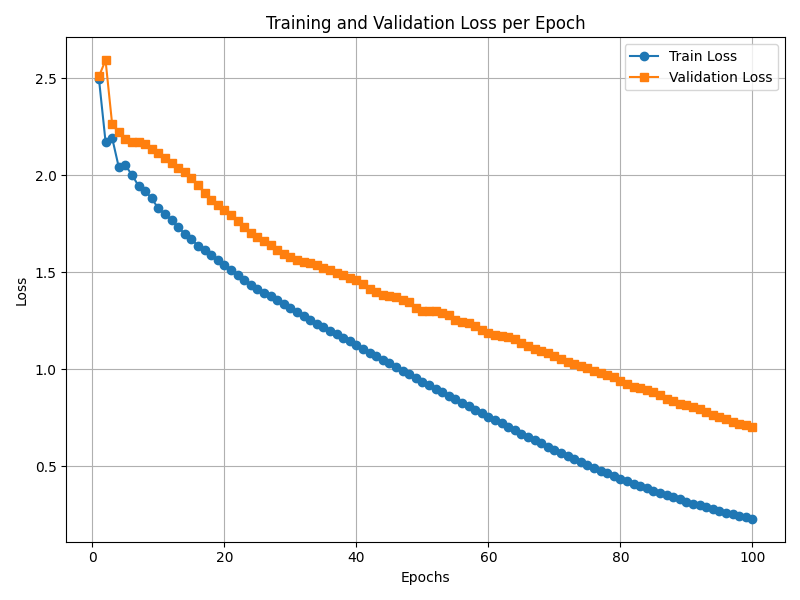 Training and Validation Loss per Epoch
Train Loss
Validation Loss
2.5
2.0
1.5
1.0
0.5
Loss
0 20 40 60 80 100
Epochs